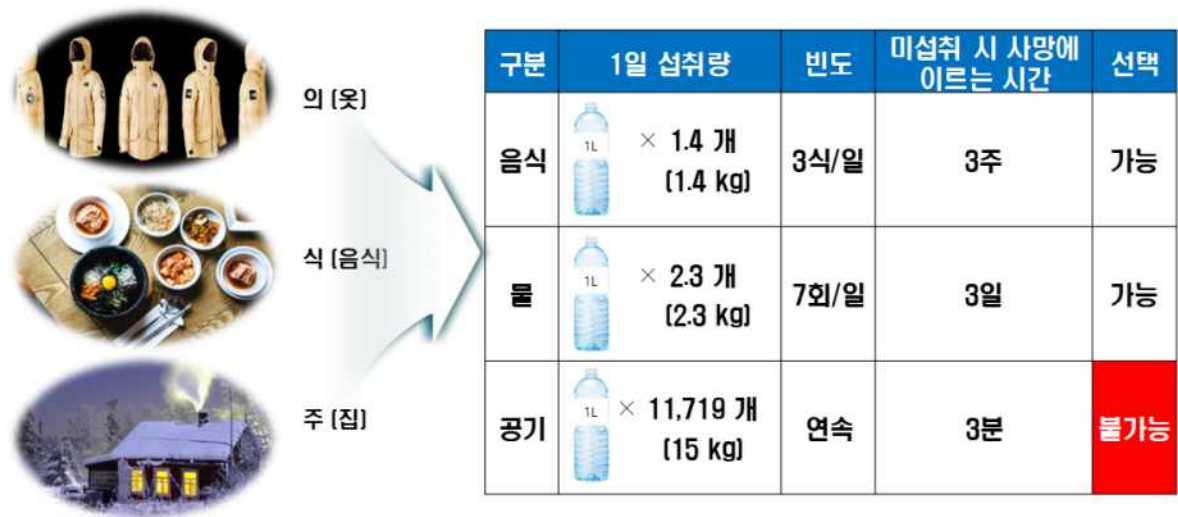 의 (옷)
식 (음식)
주 (집)
구분 1일 섭취량 빈도 미섭취 시 사망에 이르는 시간 선택
음식 1L × 1.4 개 (1.4 kg) 3식/일 3주 가능
물 1L × 2.3 개 (2.3 kg) 7회/일 3일 가능
공기 1L × 11,719 개 (15 kg) 연속 3분 불가능